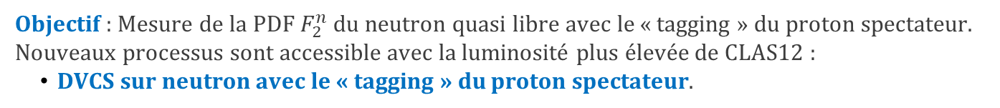 Objectif : Mesure de la PDF $F_2^n$ du neutron quasi libre avec le « tagging » du proton spectateur.
Nouveaux processus sont accessible avec la luminosité plus élevée de CLAS12 :
• DVCS sur neutron avec le « tagging » du proton spectateur.